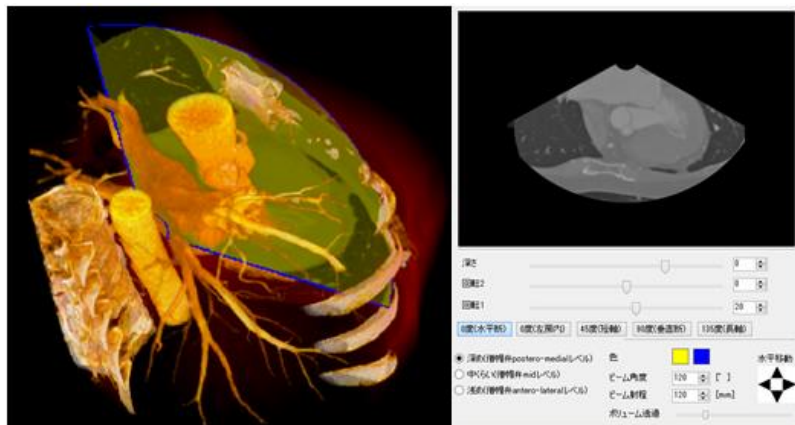 深さ 0
回転2 0
回転1 20
0度(水平断) 0度(左房内) 45度(短軸) 90度(垂直断) 135度(長軸)
深め(僧帽弁postero-medialレベル) 色 水平移動
中くらい(僧帽弁midレベル) ビーム角度 120 [°]
浅め(僧帽弁antero-lateralレベル) ビーム射程 120 [mm]
ボリューム透過